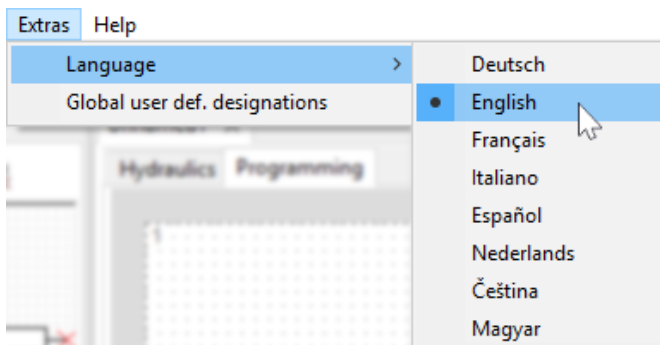 Extras Help
Language
Global user def. designations
Hydraulics Programming
1
Deutsch
English
Français
Italiano
Español
Nederlands
Čeština
Magyar